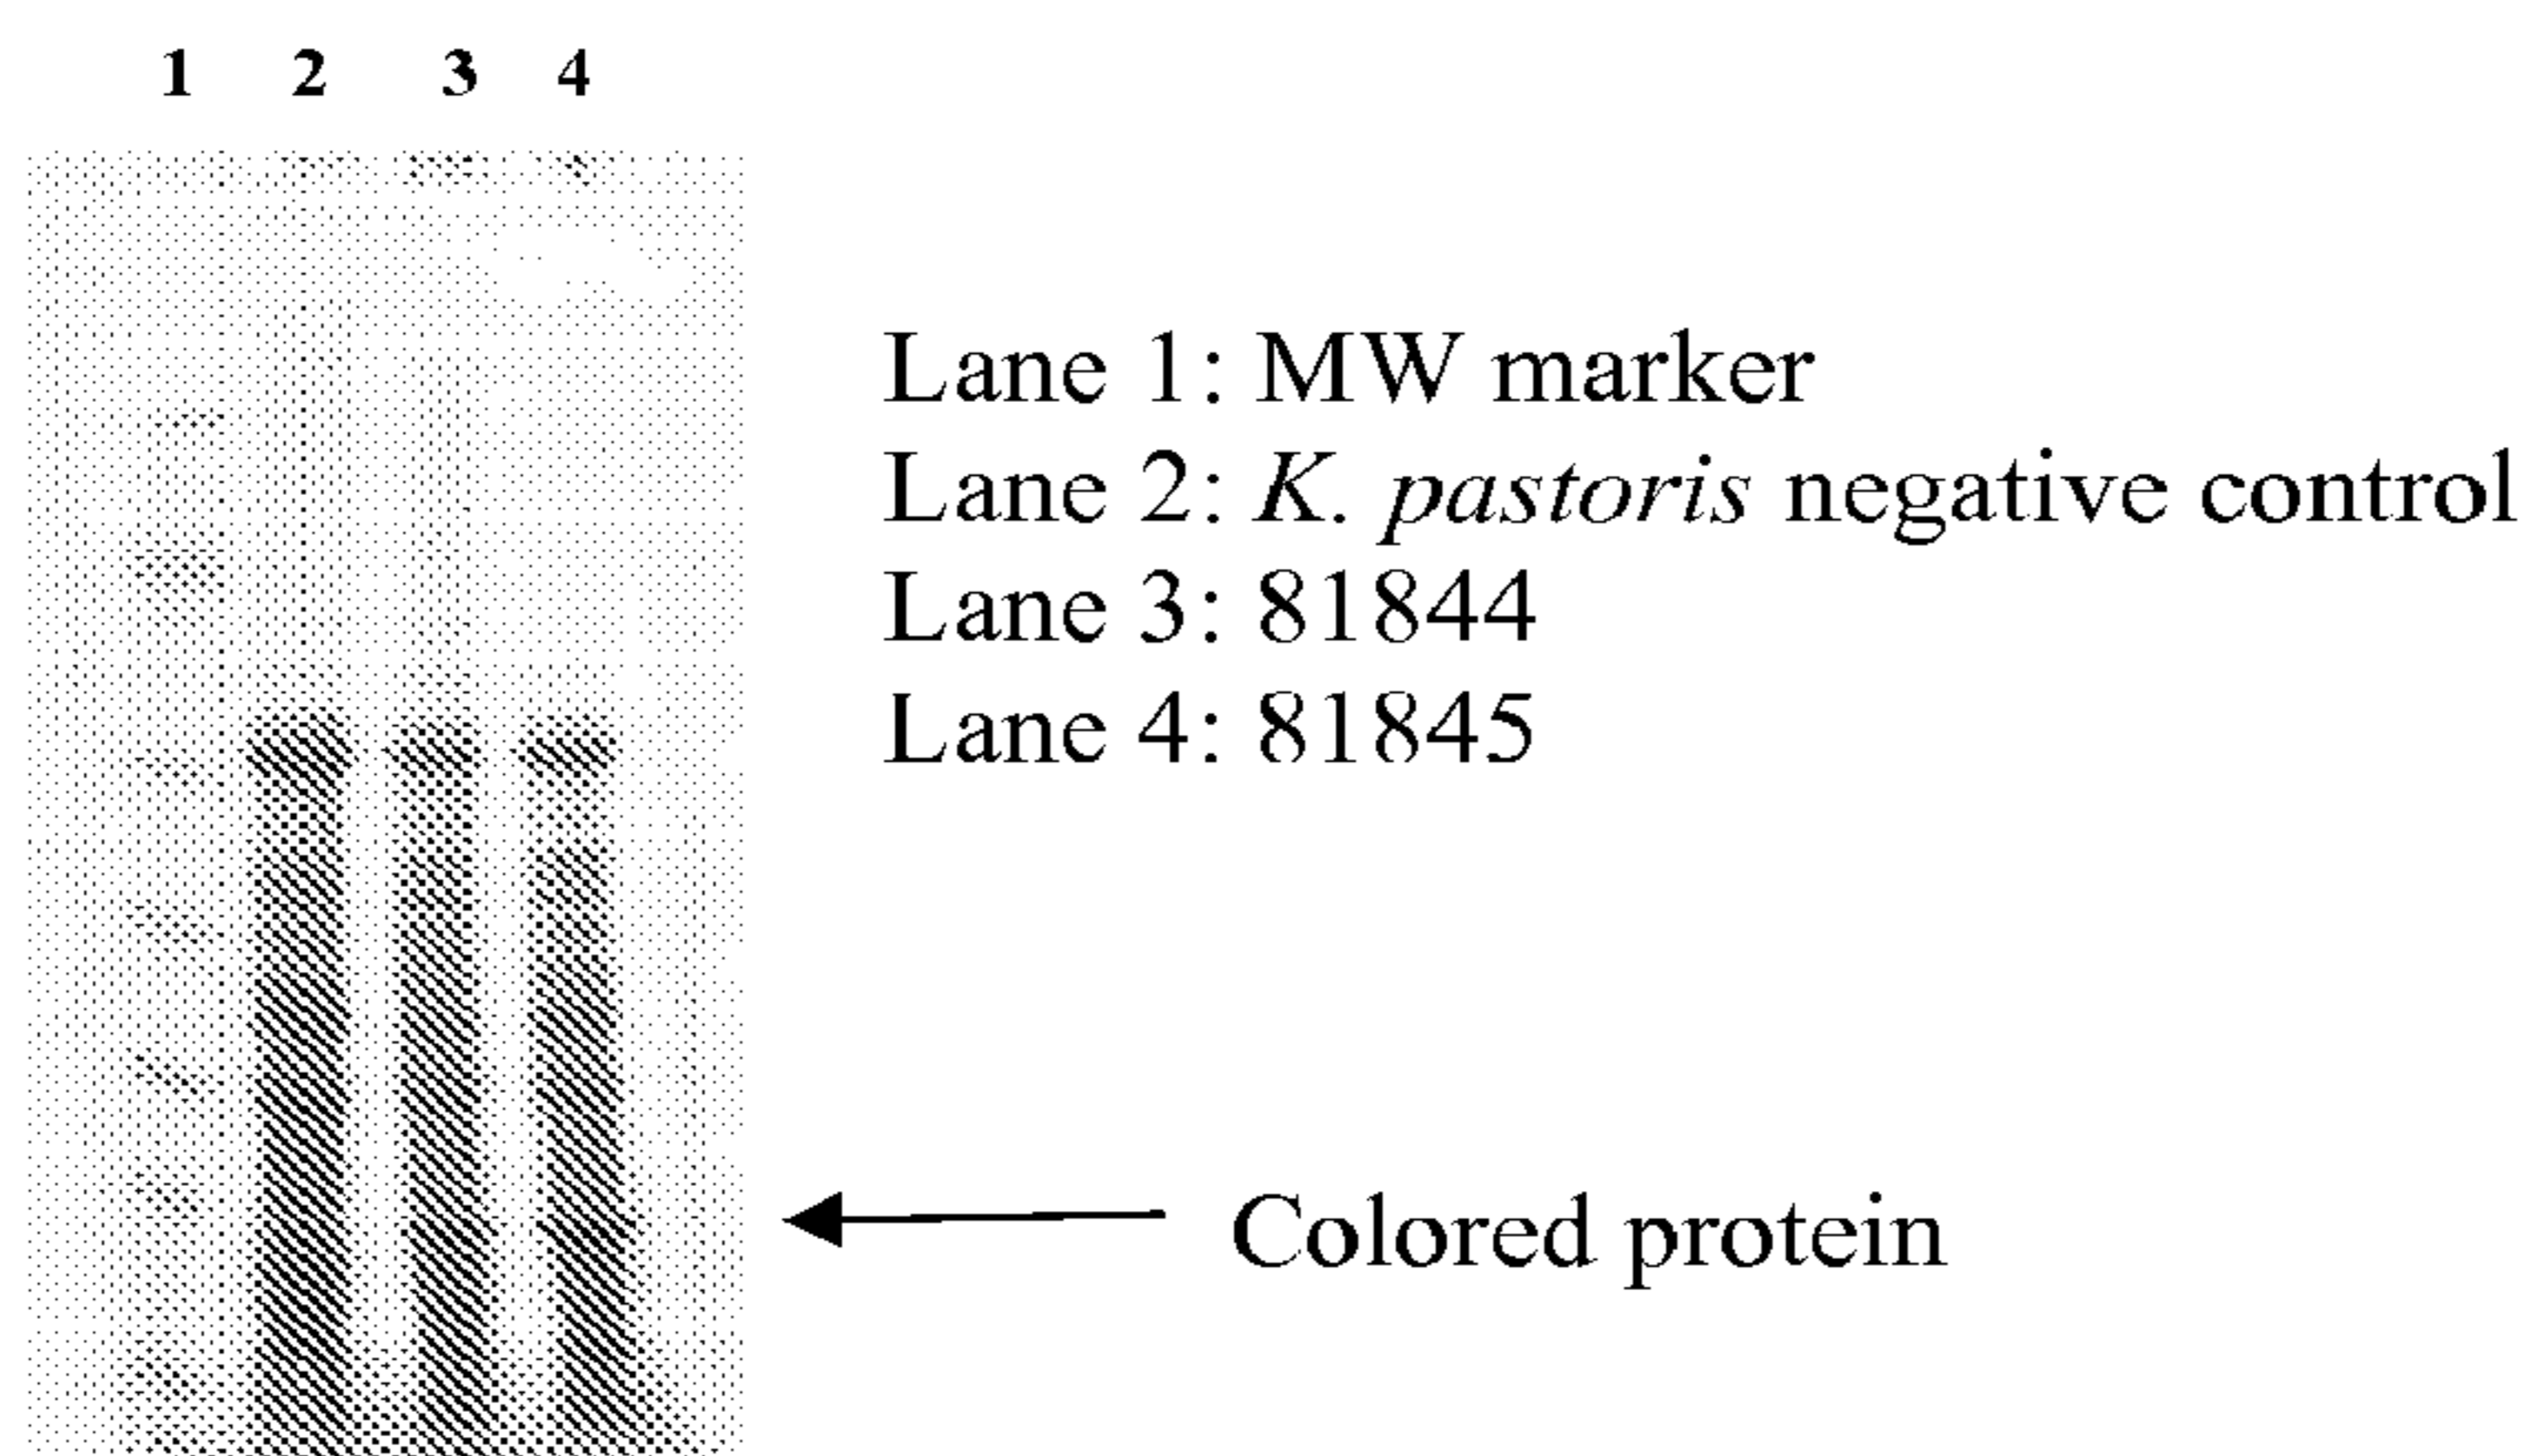 1 2 3 4
Lane 1: MW marker
Lane 2: K. pastoris negative control
Lane 3: 81844
Lane 4: 81845
Colored protein